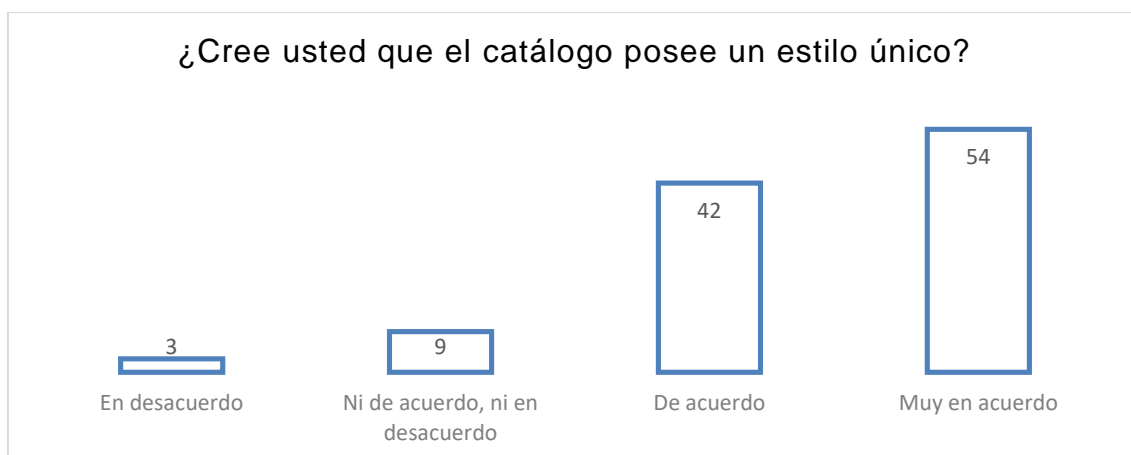 ¿Cree usted que el catálogo posee un estilo único?
54
42
9
3
En desacuerdo
Ni de acuerdo, ni en
desacuerdo
De acuerdo
Muy en acuerdo